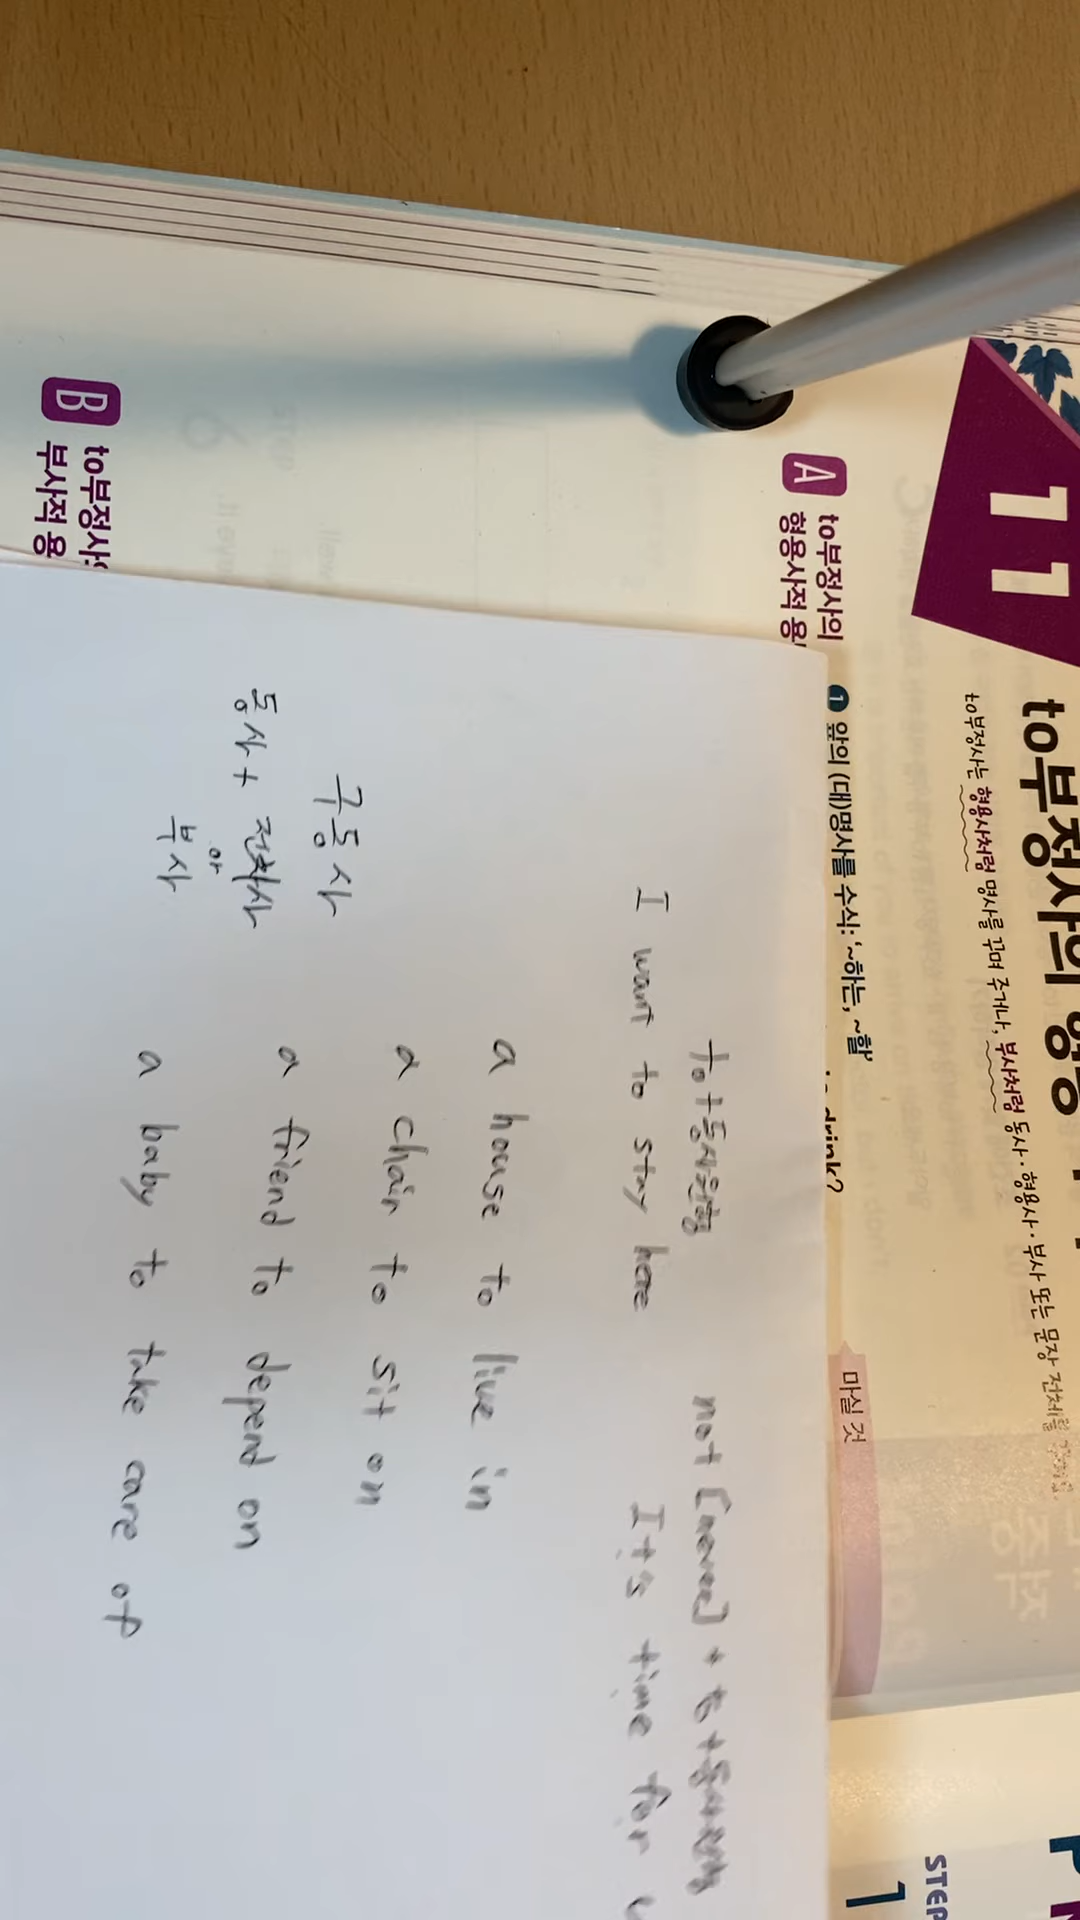 11
to부정사의 형용
to부정사는 형용사처럼 명사를 꾸며 주거나, 부사처럼 동사·형용사·부사 또는 문장 전체를
A to부정사의
형용사적 용
1 앞의 (대)명사를 수식: '~하는, ~할'
drink?
마실 것
STEP
1
to+동사원형 not [never] + to +동사원형
I want to stay here It's time for
a house to live in
구동사 a chair to sit on
동사 + 전치사 a friend to depend on
or
부사 a baby to take care of
B to부정사
부사적 용